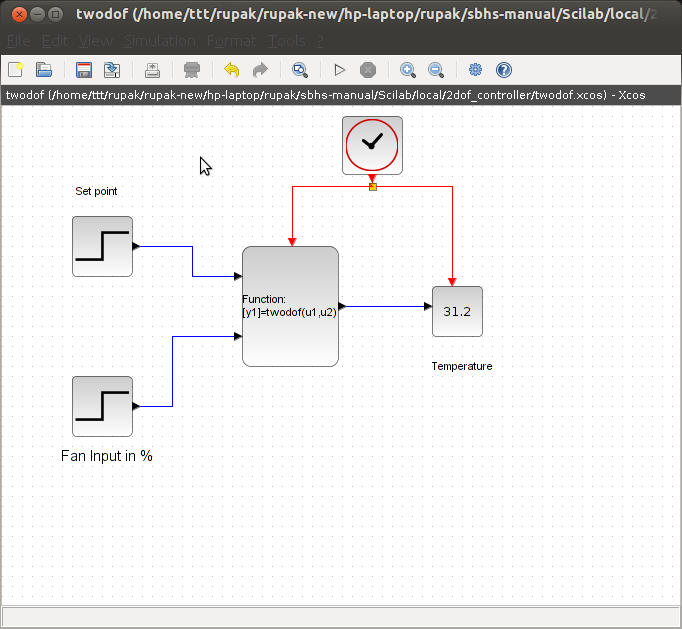 twodof (/home/ttt/rupak/rupak-new/hp-laptop/rupak/sbhs-manual/Scilab/local/2
File Edit View Simulation Format Tools ?
twodof (/home/ttt/rupak/rupak-new/hp-laptop/rupak/sbhs-manual/Scilab/local/2dof_controller/twodof.xcos) - Xcos
Set point
Function:
[y1]=twodof(u1,u2)
31.2
Temperature
Fan Input in %